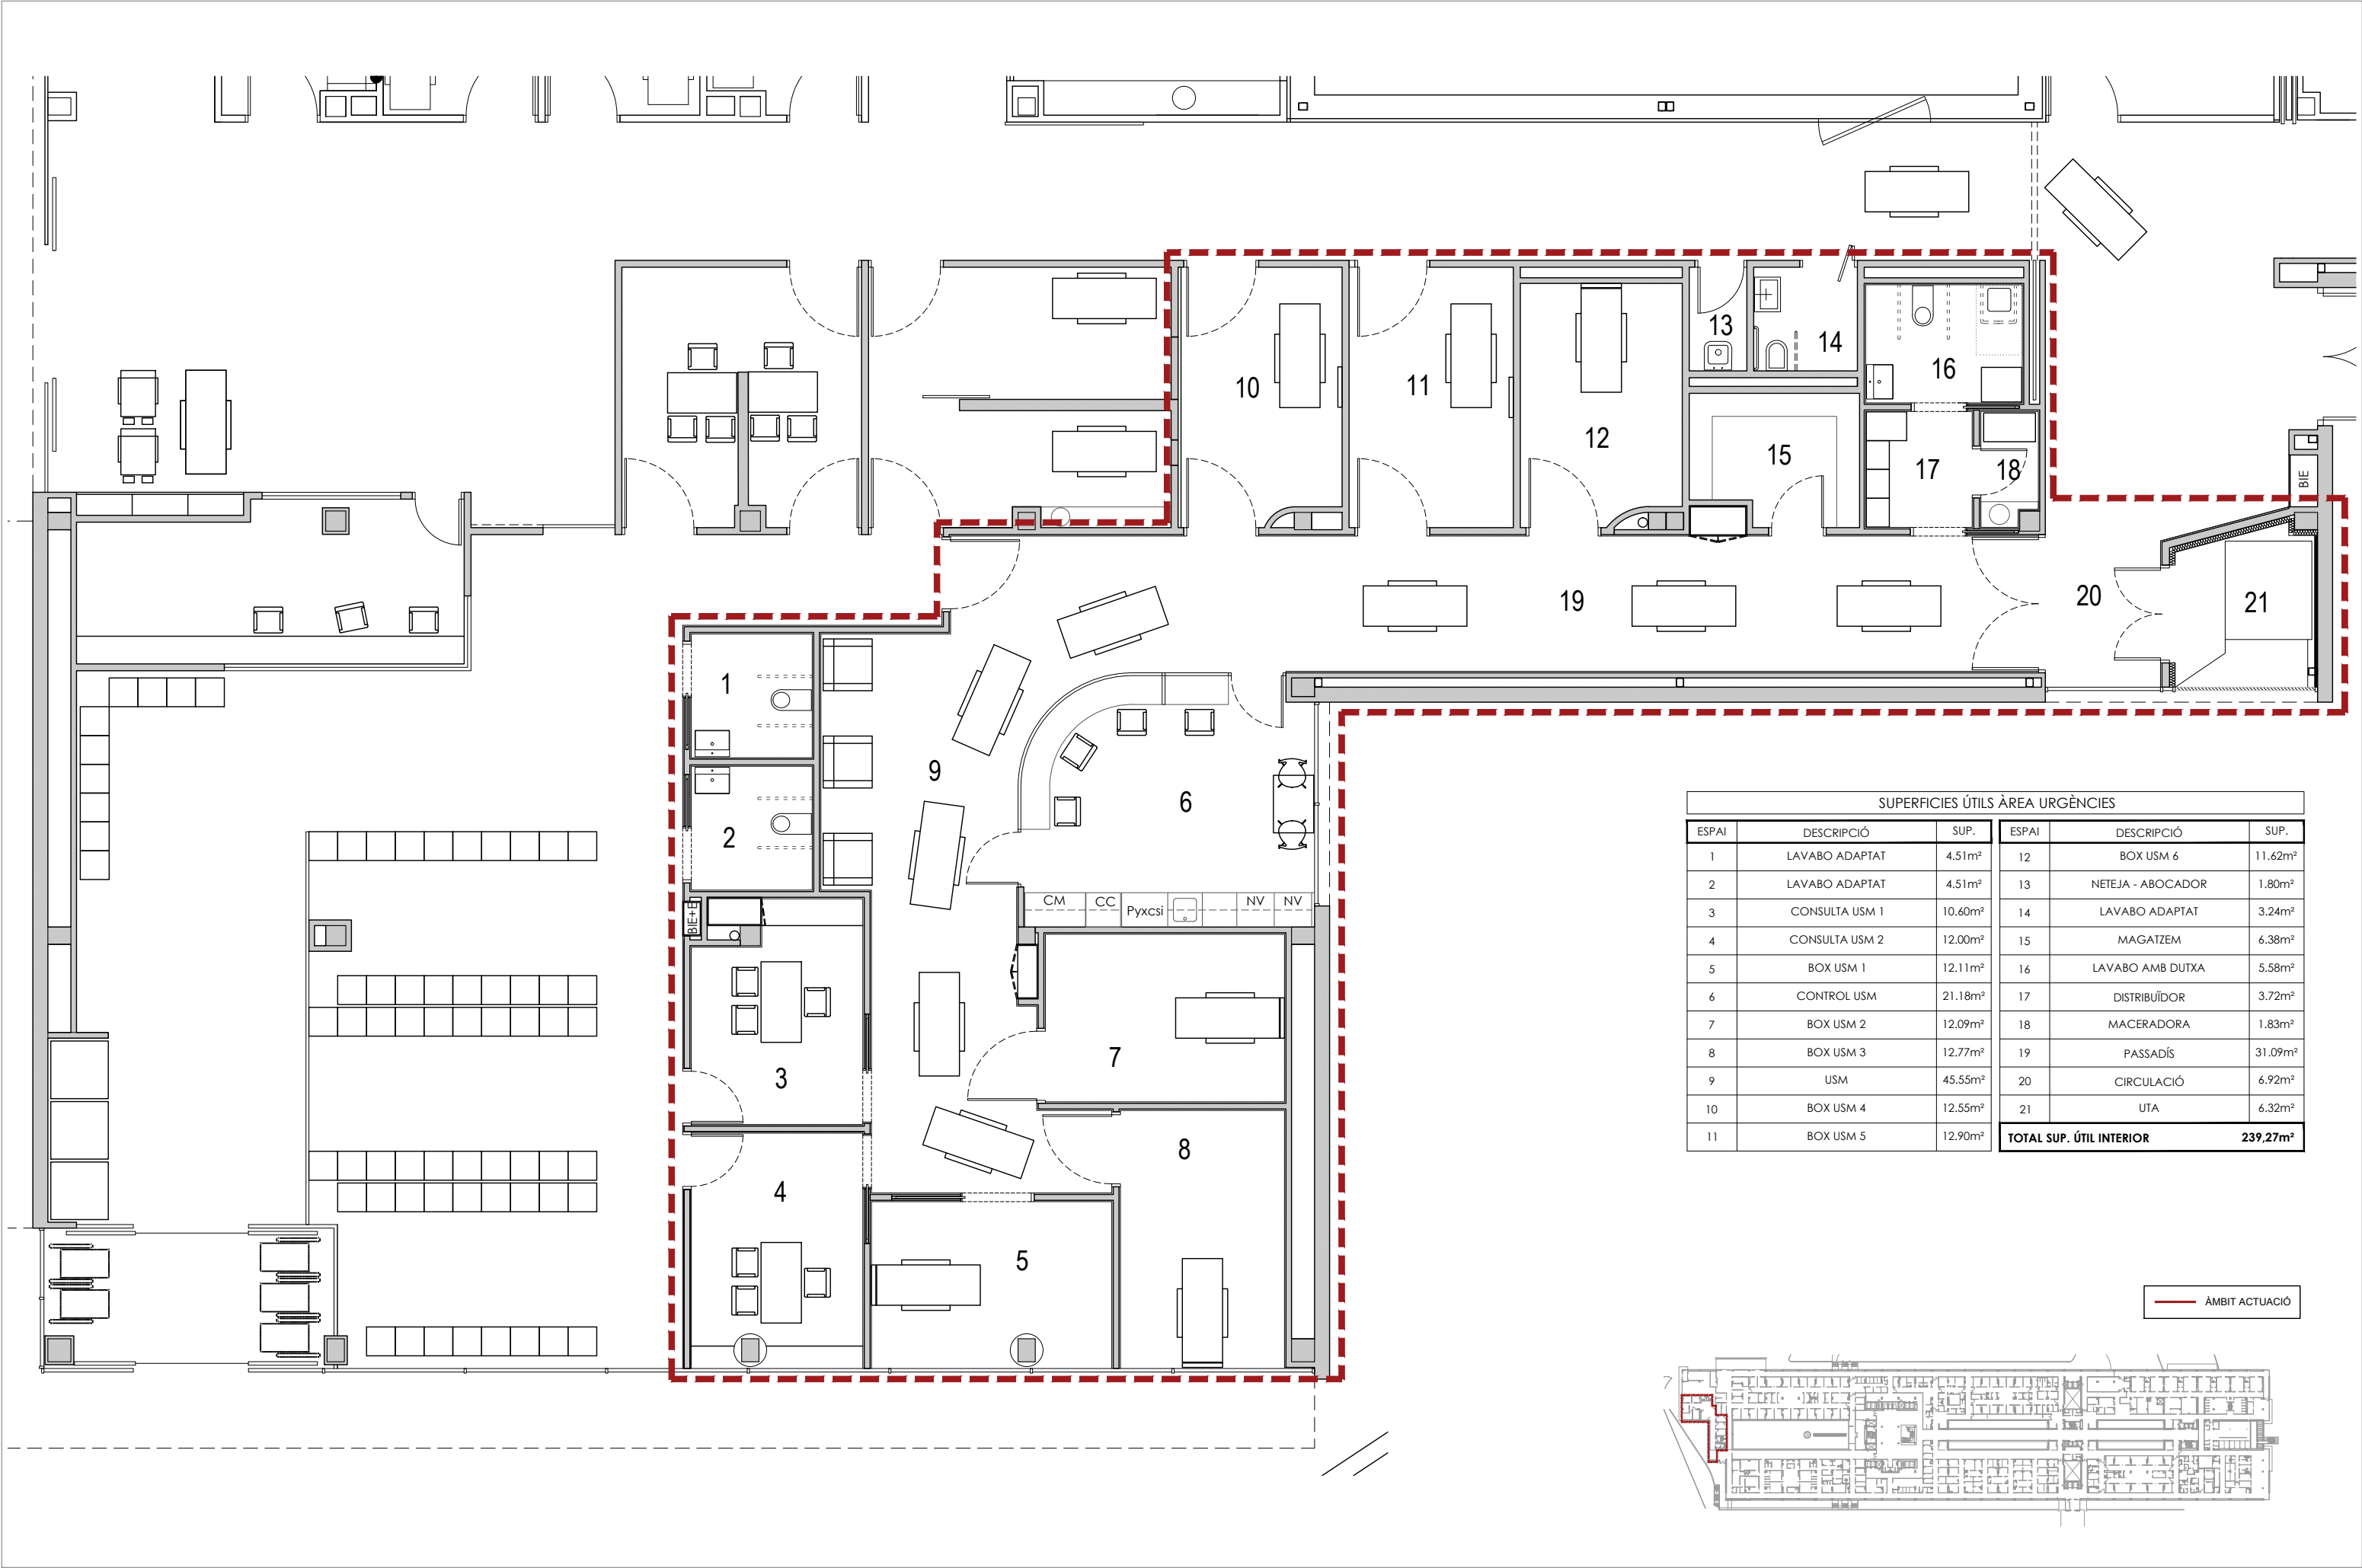 13
14
16
10
11
12
15
17
18
BIE
19
20
21
1
9
6
2
CM CC Pyxcsi NV NV
BIE+E
3
7
8
4
5
SUPERFICIES ÚTILS ÀREA URGÈNCIES
ESPAI DESCRIPCIÓ SUP. ESPAI DESCRIPCIÓ SUP.
1 LAVABO ADAPTAT 4.51m² 12 BOX USM 6 11.62m²
2 LAVABO ADAPTAT 4.51m² 13 NETEJA - ABOCADOR 1.80m²
3 CONSULTA USM 1 10.60m² 14 LAVABO ADAPTAT 3.24m²
4 CONSULTA USM 2 12.00m² 15 MAGATZEM 6.38m²
5 BOX USM 1 12.11m² 16 LAVABO AMB DUTXA 5.58m²
6 CONTROL USM 21.18m² 17 DISTRIBUÏDOR 3.72m²
7 BOX USM 2 12.09m² 18 MACERADORA 1.83m²
8 BOX USM 3 12.77m² 19 PASSADÍS 31.09m²
9 USM 45.55m² 20 CIRCULACIÓ 6.92m²
10 BOX USM 4 12.55m² 21 UTA 6.32m²
11 BOX USM 5 12.90m² TOTAL SUP. ÚTIL INTERIOR 239,27m²
ÀMBIT ACTUACIÓ